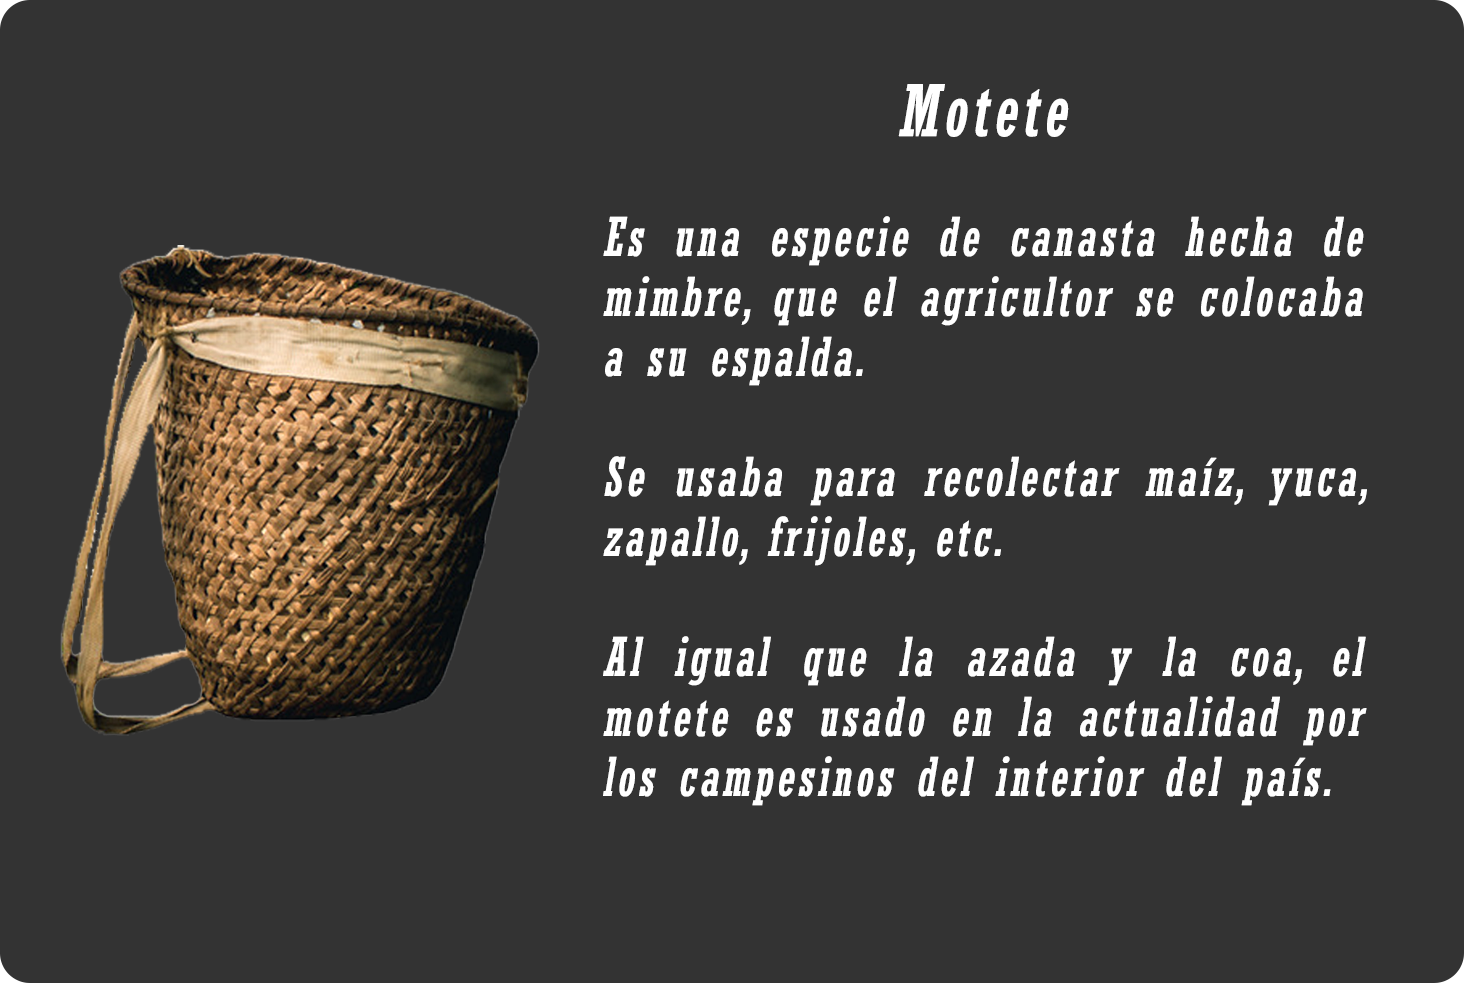 Motete
Es una especie de canasta hecha de
mimbre, que el agricultor se colocaba
a su espalda.
Se usaba para recolectar maíz, yuca,
zapallo, frijoles, etc.
Al igual que la azada y la coa, el
motete es usado en la actualidad por
los campesinos del interior del país.